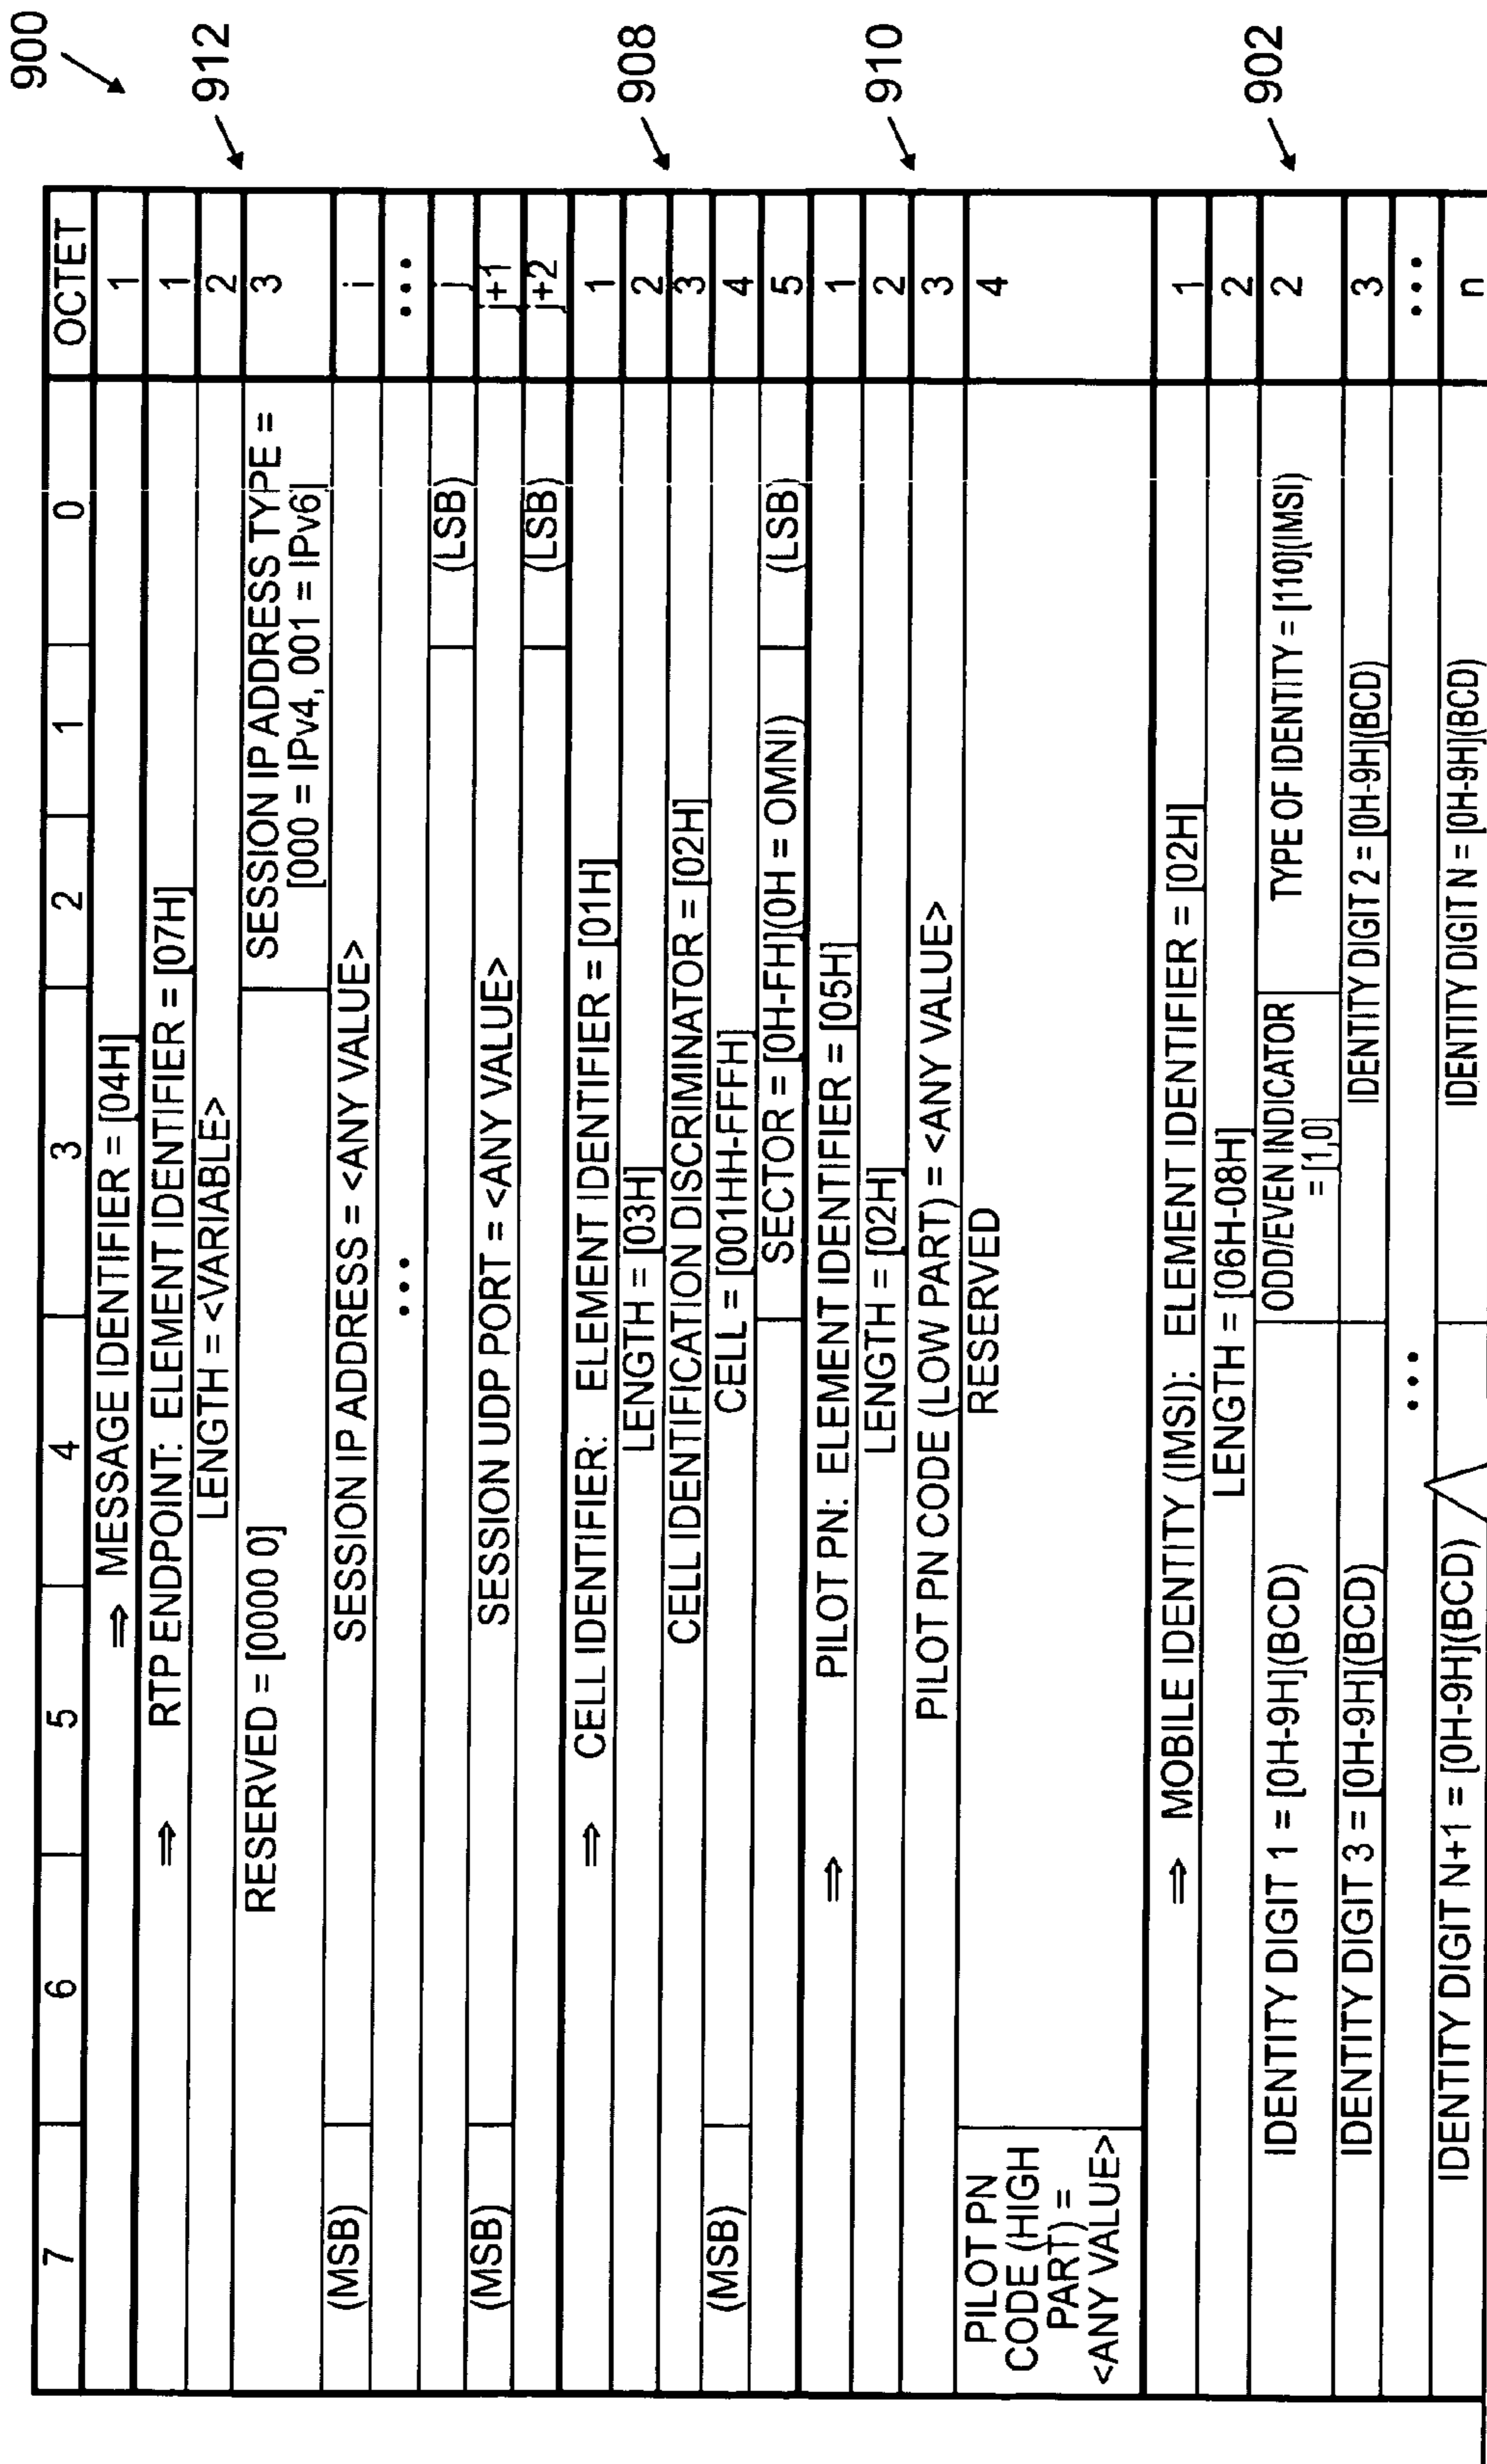 900
7 6 5 4 3 2 1 0 OCTET
⇒ MESSAGE IDENTIFIER = [04H] 1
⇒ RTP ENDPOINT: ELEMENT IDENTIFIER = [07H] 1
LENGTH = <VARIABLE> 2
912
RESERVED = [0000 0] SESSION IP ADDRESS TYPE = 3
[000 = IPv4, 001 = IPv6]
(MSB) SESSION IP ADDRESS = <ANY VALUE> i
••• •••
(LSB) j
(MSB) SESSION UDP PORT = <ANY VALUE> j+1
(LSB) j+2
⇒ CELL IDENTIFIER: ELEMENT IDENTIFIER = [01H] 1
LENGTH = [03H] 2
908
CELL IDENTIFICATION DISCRIMINATOR = [02H] 3
(MSB) CELL = [001HH-FFFH] 4
SECTOR = [0H-FH](0H = OMNI) (LSB) 5
⇒ PILOT PN: ELEMENT IDENTIFIER = [05H] 1
LENGTH = [02H] 2
910
PILOT PN CODE (LOW PART) = <ANY VALUE> 3
PILOT PN RESERVED 4
CODE (HIGH
PART) =
<ANY VALUE>
⇒ MOBILE IDENTITY (IMSI): ELEMENT IDENTIFIER = [02H] 1
LENGTH = [06H-08H] 2
902
IDENTITY DIGIT 1 = [0H-9H](BCD) ODD/EVEN INDICATOR TYPE OF IDENTITY = [110](IMSI) 2
= [1,0]
IDENTITY DIGIT 3 = [0H-9H](BCD) IDENTITY DIGIT 2 = [0H-9H](BCD) 3
••• •••
IDENTITY DIGIT N+1 = [0H-9H](BCD) IDENTITY DIGIT N = [0H-9H](BCD) n